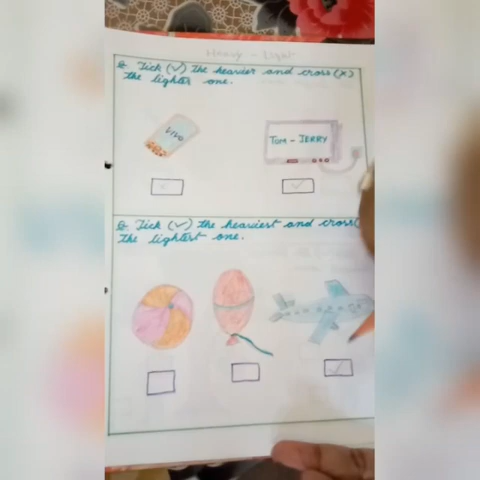 Heavy - Light
Q. Tick (✓) the heavier and cross (×)
the lighter one.
VIVO
TOM - JERRY
Q. Tick (✓) the heaviest and cross(
the lightest one.